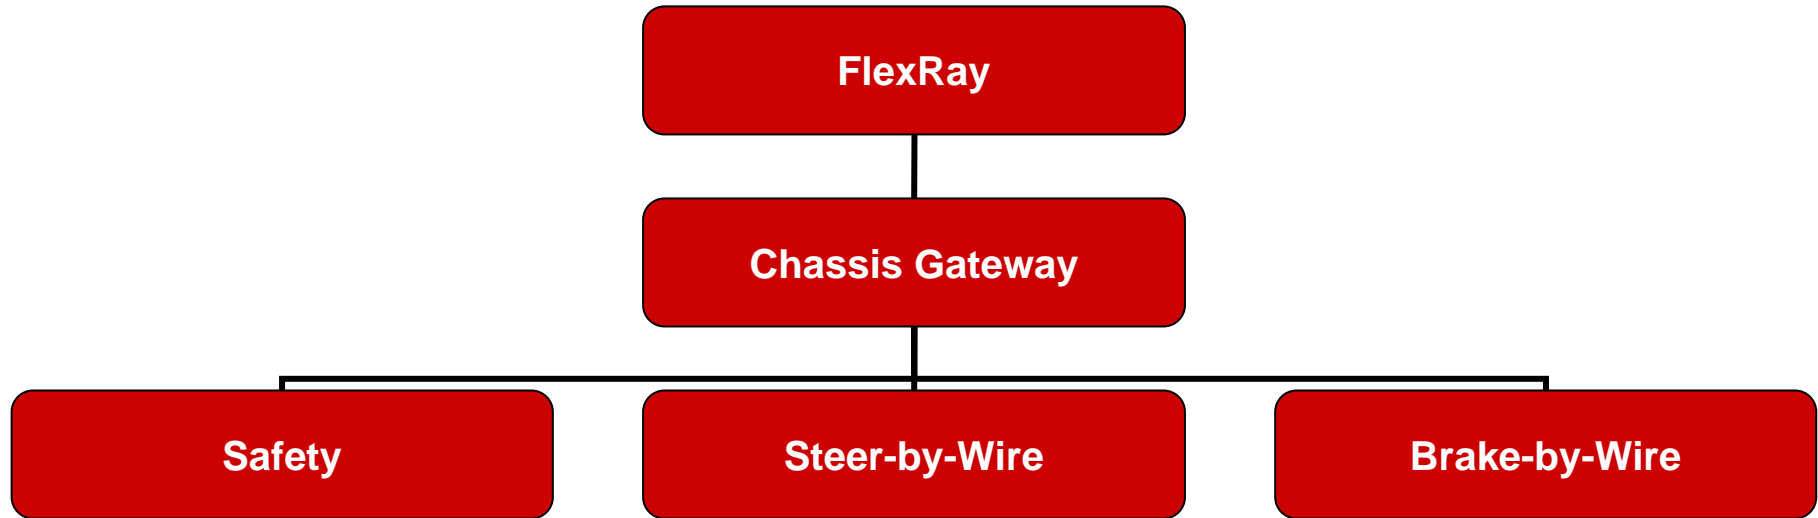 FlexRay
Chassis Gateway
Safety
Steer-by-Wire
Brake-by-Wire